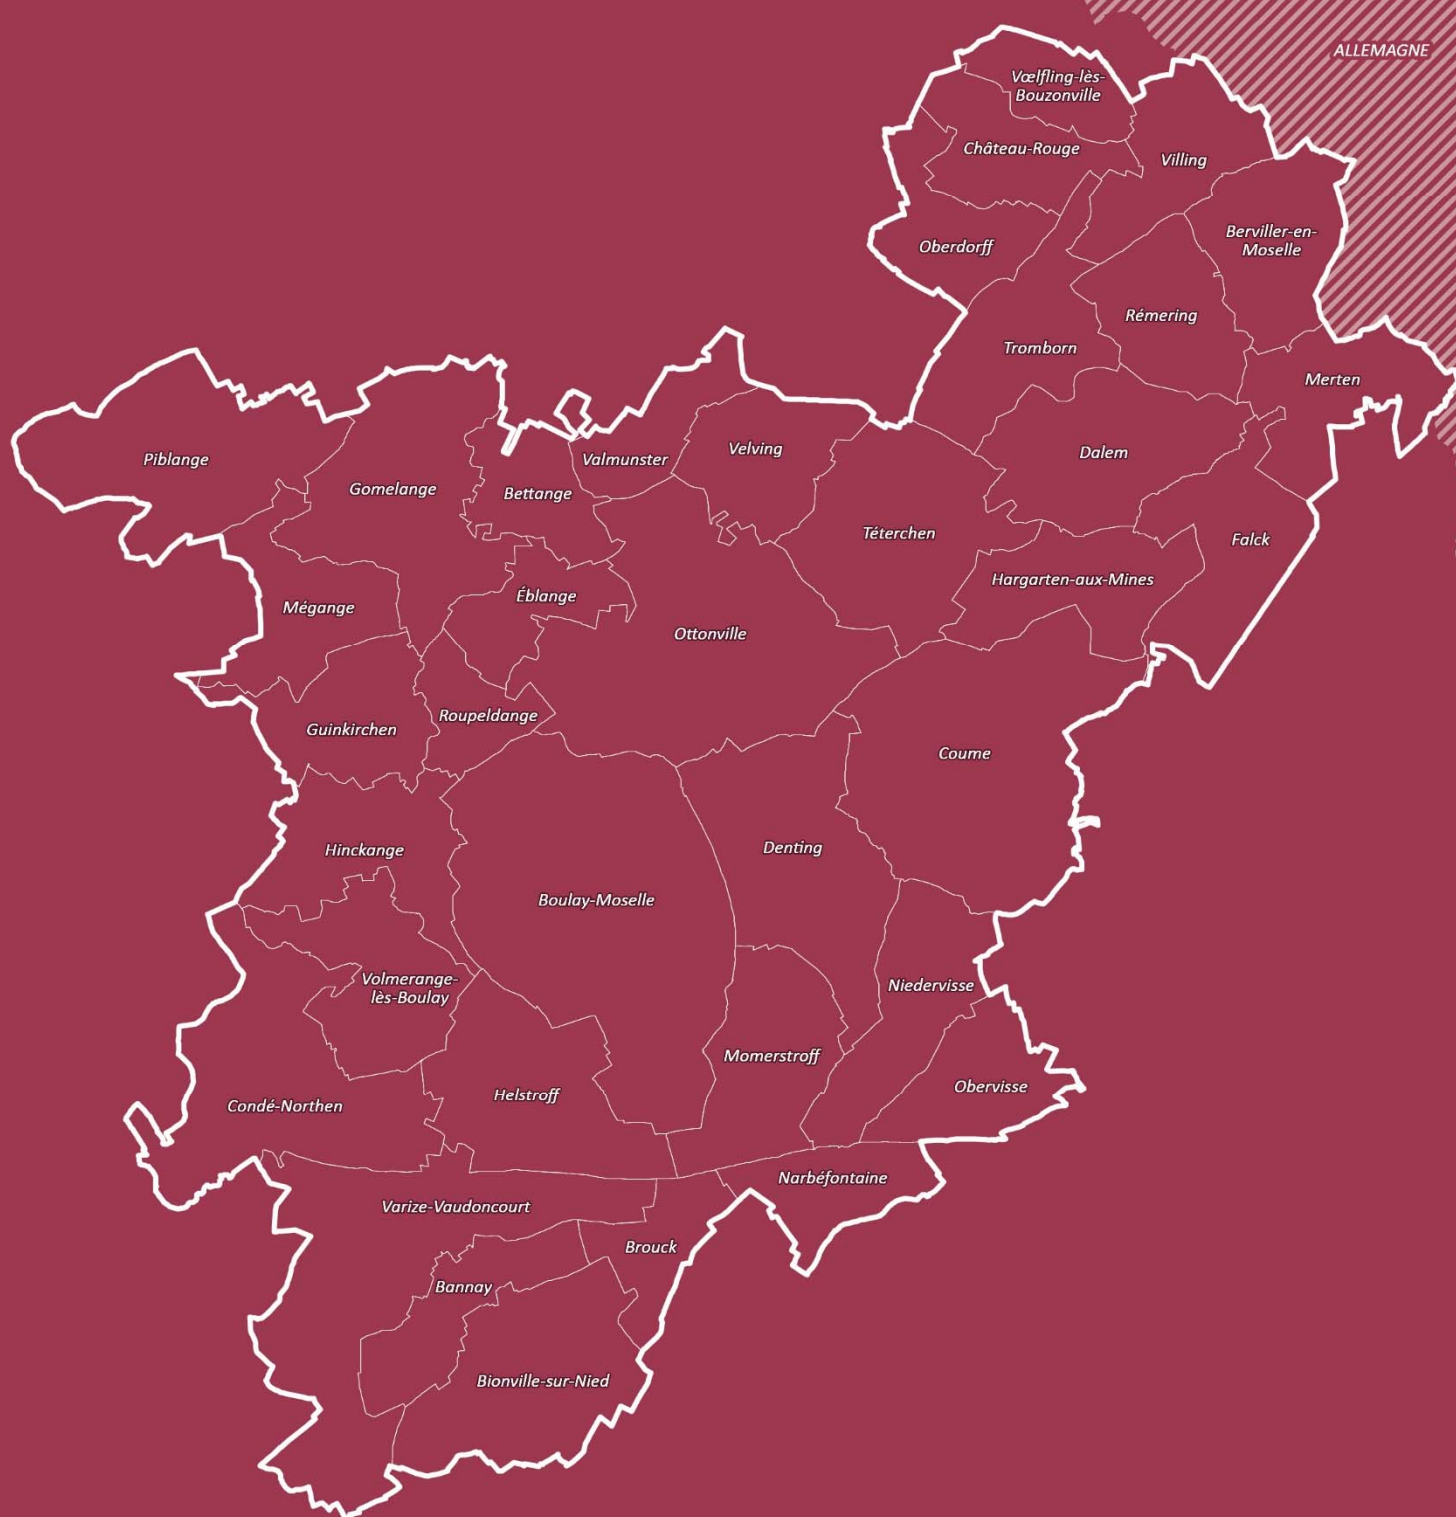 ALLEMAGNE
Vœlfling-lès-
Bouzonville
Château-Rouge
Villing
Oberdorff
Berviller-en-
Moselle
Rémering
Tromborn
Merten
Piblange
Gomelange
Bettange
Valmunster
Velving
Dalem
Téterchen
Falck
Hargarten-aux-Mines
Mégange
Éblange
Ottonville
Guinkirchen
Roupeldange
Coume
Hinckange
Denting
Boulay-Moselle
Volmerange-
lès-Boulay
Niedervisse
Momerstroff
Obervisse
Condé-Northen
Helstroff
Narbéfontaine
Varize-Vaudoncourt
Brouck
Bannay
Bionville-sur-Nied